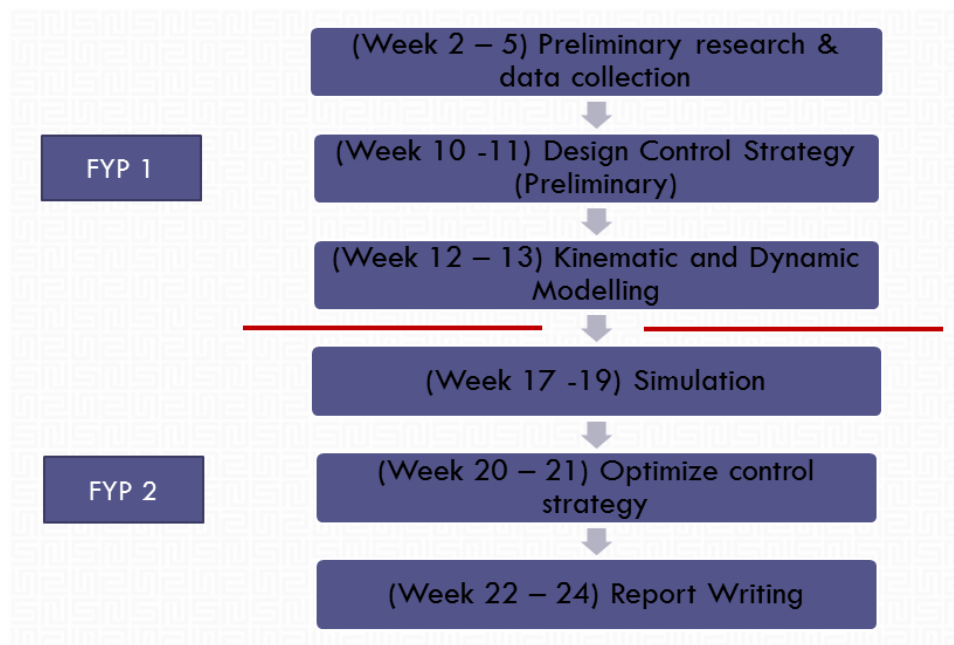 (Week 2 – 5) Preliminary research &
data collection
FYP 1
(Week 10 -11) Design Control Strategy
(Preliminary)
(Week 12 – 13) Kinematic and Dynamic
Modelling
(Week 17 -19) Simulation
FYP 2
(Week 20 – 21) Optimize control
strategy
(Week 22 – 24) Report Writing